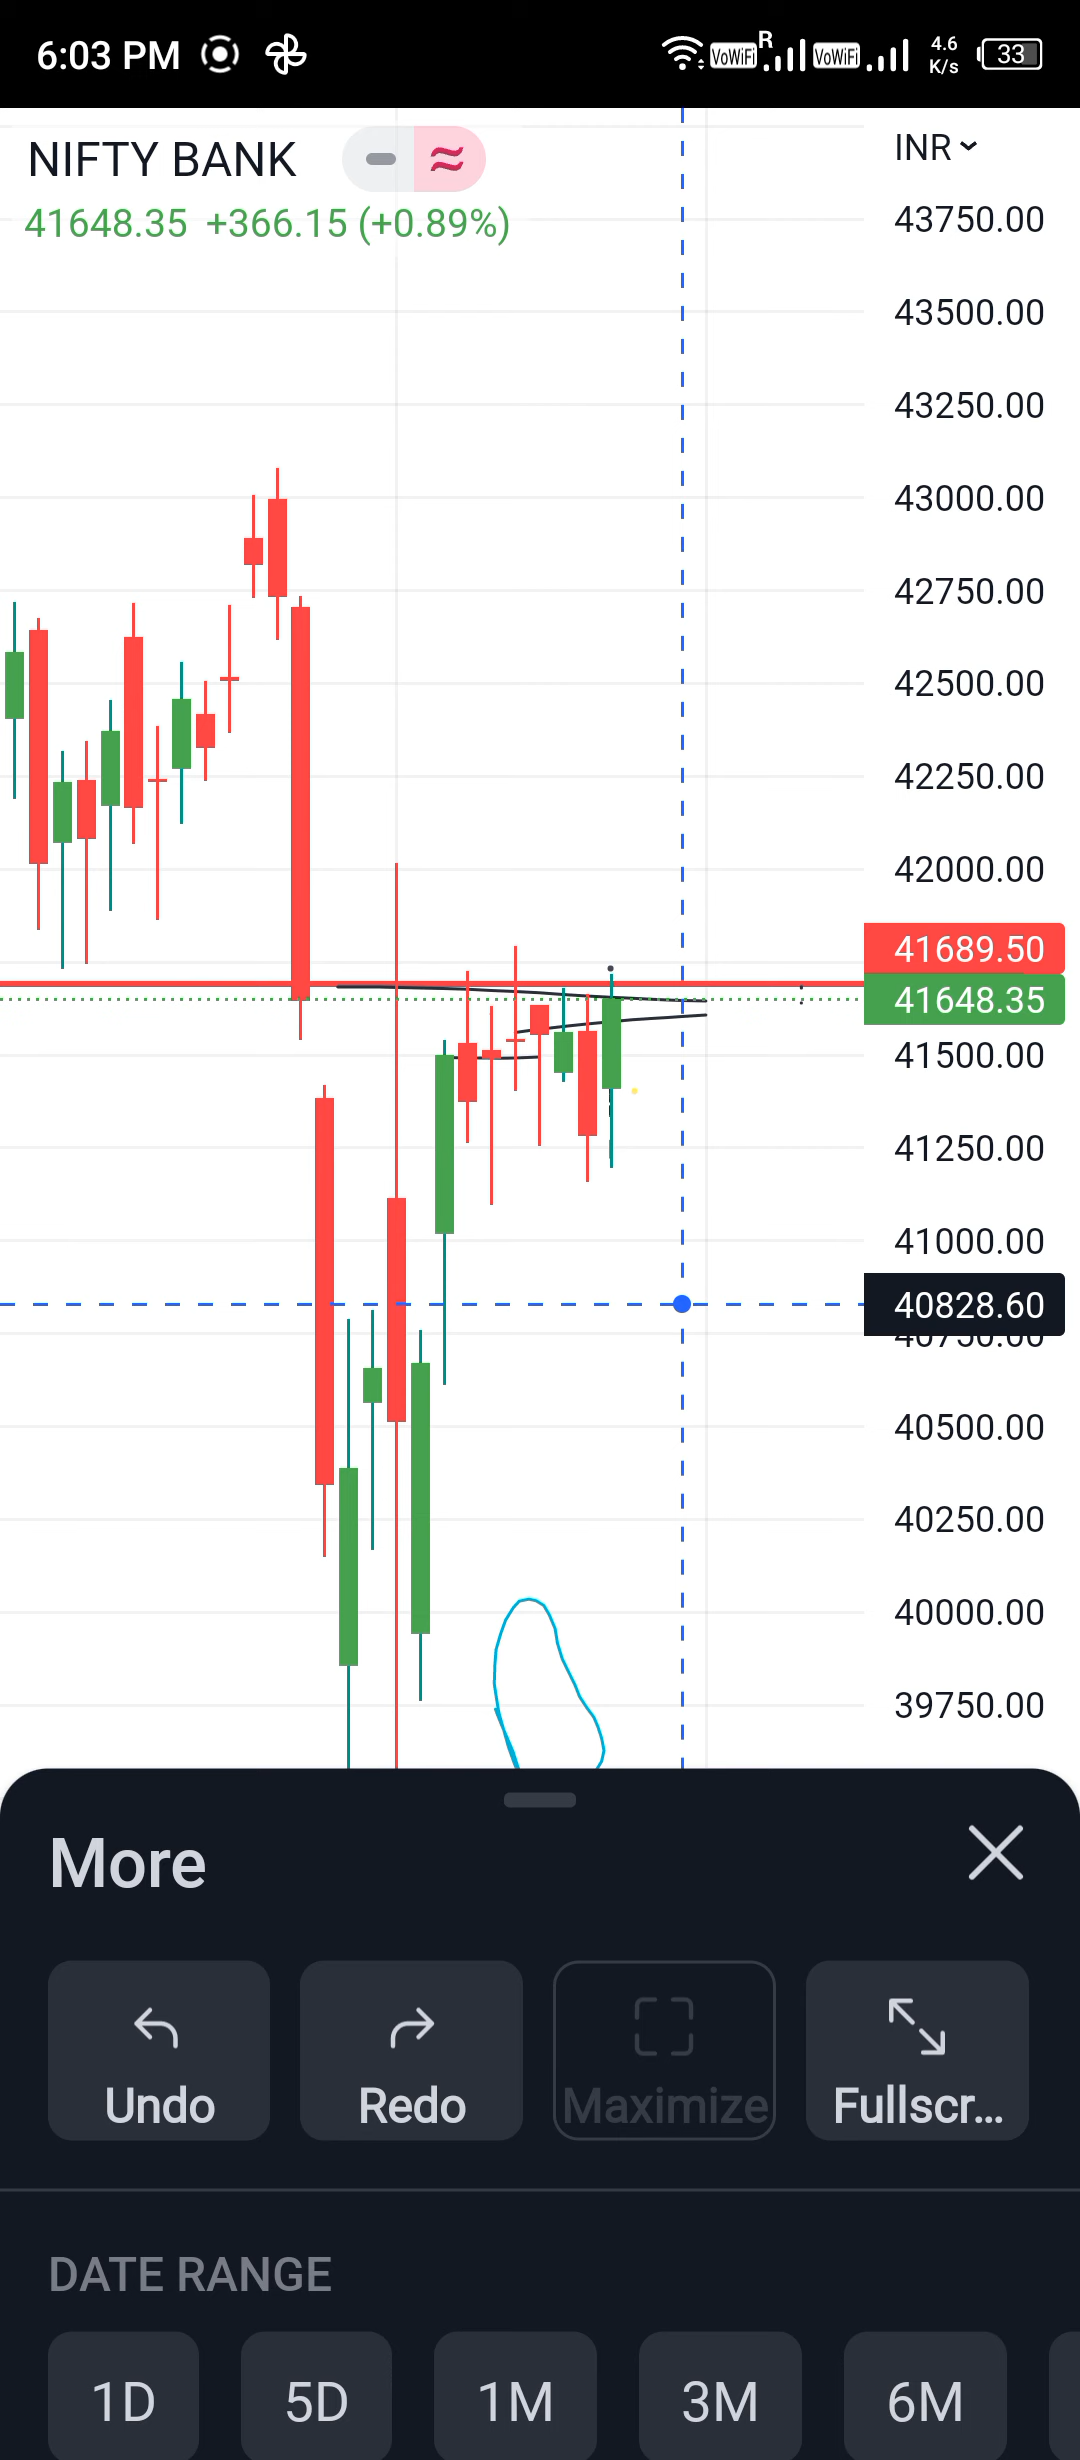 6:03 PM VoWiFi R VoWiFi 4.6 K/s 33
NIFTY BANK
INR
41648.35 +366.15 (+0.89%)
43750.00
43500.00
43250.00
43000.00
42750.00
42500.00
42250.00
42000.00
41689.50
41648.35
41500.00
41250.00
41000.00
40828.60
40750.00
40500.00
40250.00
40000.00
39750.00
More
Undo Redo Maximize Fullscr...
DATE RANGE
1D 5D 1M 3M 6M